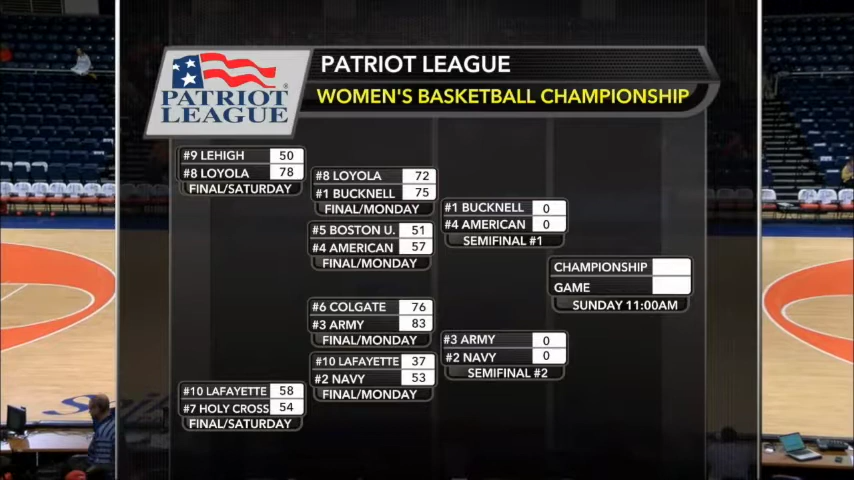 PATRIOT LEAGUE
WOMEN'S BASKETBALL CHAMPIONSHIP
PATRIOT
LEAGUE
®
#9 LEHIGH 50
#8 LOYOLA 78
FINAL/SATURDAY
#8 LOYOLA 72
#1 BUCKNELL 75
FINAL/MONDAY
#5 BOSTON U. 51
#4 AMERICAN 57
FINAL/MONDAY
#1 BUCKNELL 0
#4 AMERICAN 0
SEMIFINAL #1
CHAMPIONSHIP
GAME
SUNDAY 11:00AM
#6 COLGATE 76
#3 ARMY 83
FINAL/MONDAY
#3 ARMY 0
#2 NAVY 0
SEMIFINAL #2
#10 LAFAYETTE 37
#2 NAVY 53
FINAL/MONDAY
#10 LAFAYETTE 58
#7 HOLY CROSS 54
FINAL/SATURDAY